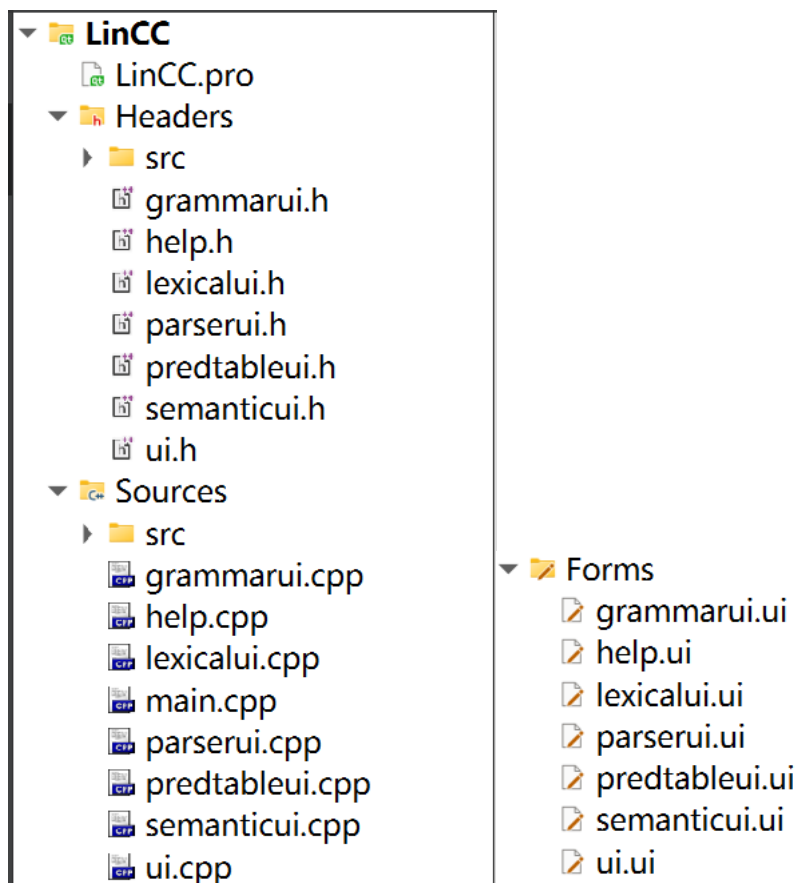 LinCC
LinCC.pro
Headers
src
grammarui.h
help.h
lexicalui.h
parserui.h
predtableui.h
semanticui.h
ui.h
Sources
src
grammarui.cpp
help.cpp
lexicalui.cpp
main.cpp
parserui.cpp
predtableui.cpp
semanticui.cpp
ui.cpp
Forms
grammarui.ui
help.ui
lexicalui.ui
parserui.ui
predtableui.ui
semanticui.ui
ui.ui